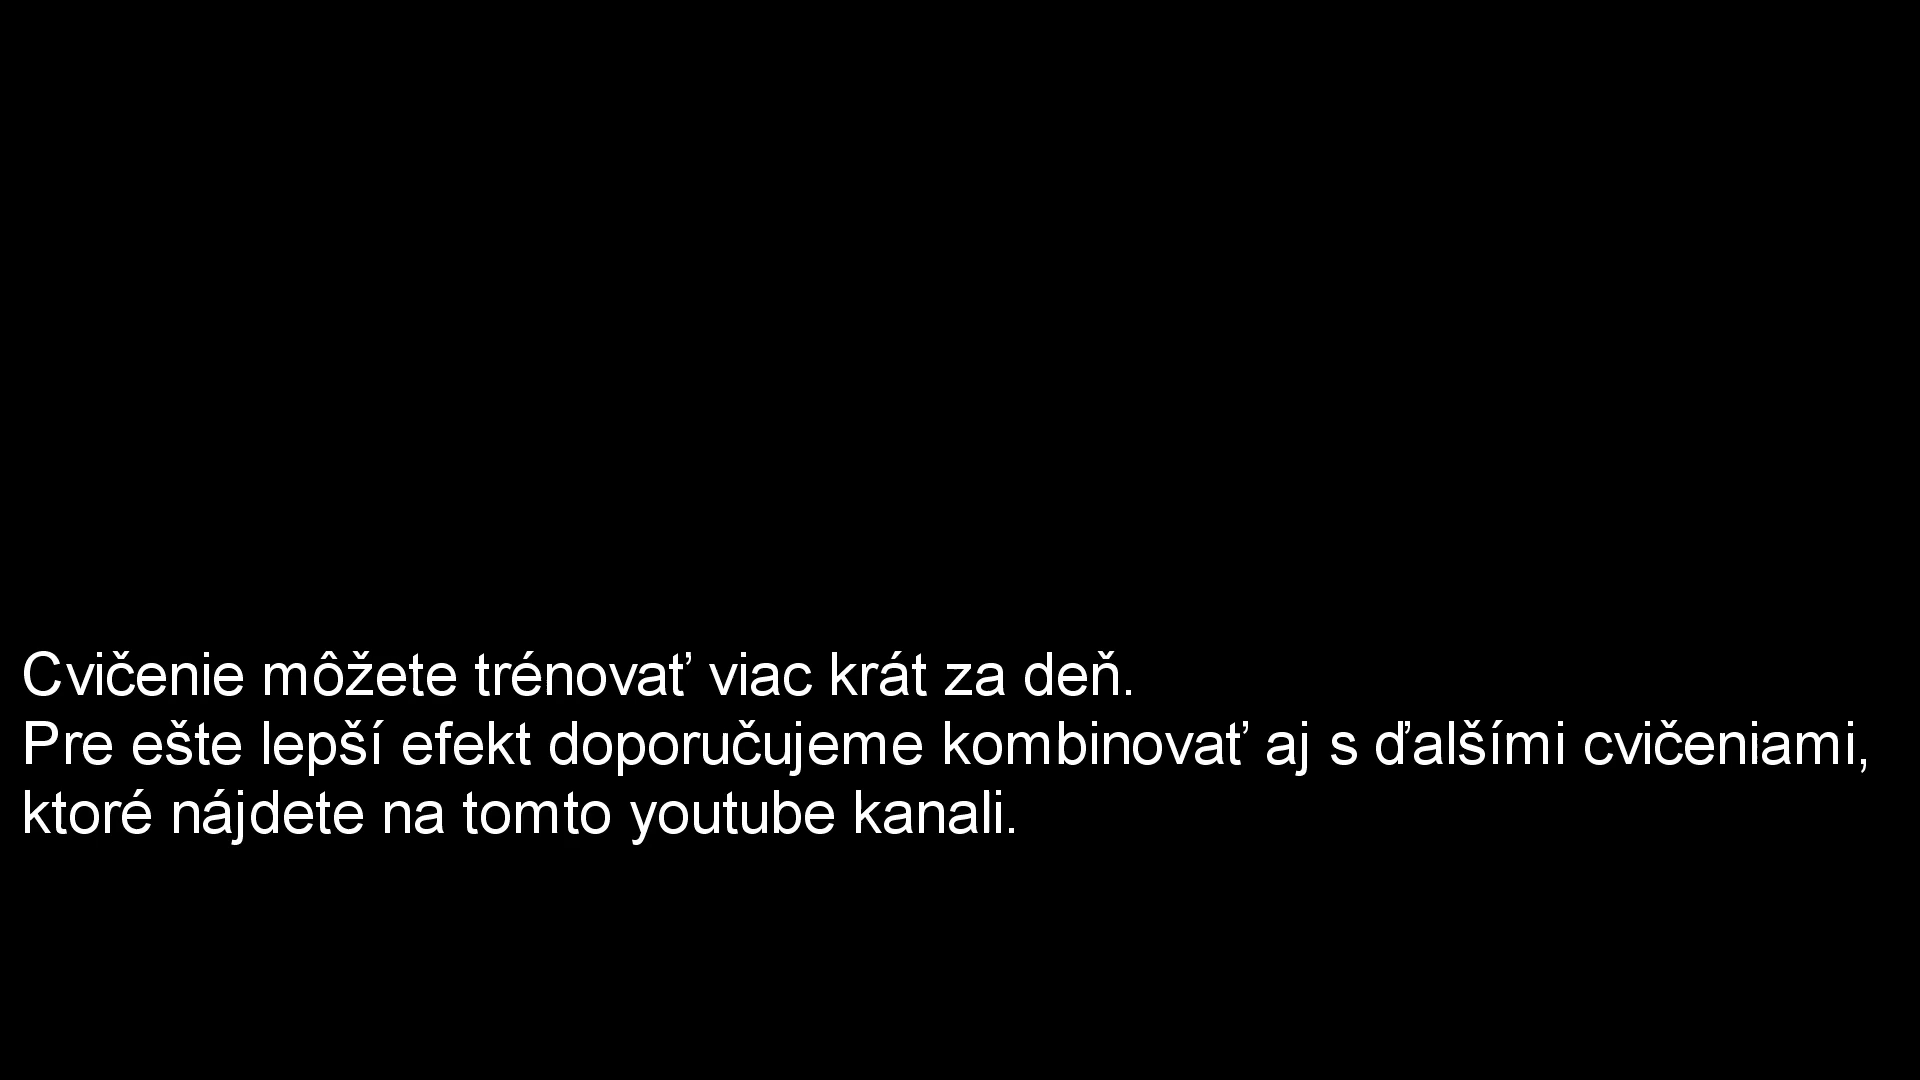 Cvičenie môžete trénovať viac krát za deň.
Pre ešte lepší efekt doporučujeme kombinovať aj s ďalšími cvičeniami,
ktoré nájdete na tomto youtube kanali.